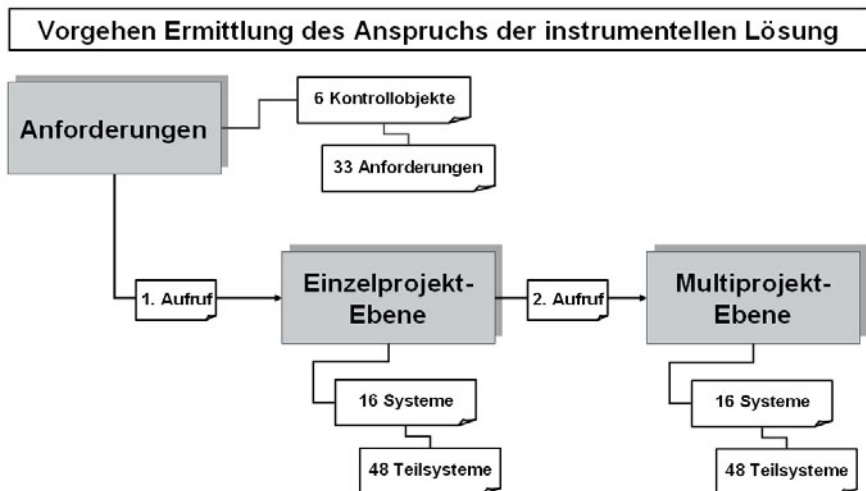 Vorgehen Ermittlung des Anspruchs der instrumentellen Lösung
Anforderungen
6 Kontrollobjekte
33 Anforderungen
1. Aufruf
Einzelprojekt-
Ebene
2. Aufruf
Multiprojekt-
Ebene
16 Systeme
48 Teilsysteme
16 Systeme
48 Teilsysteme